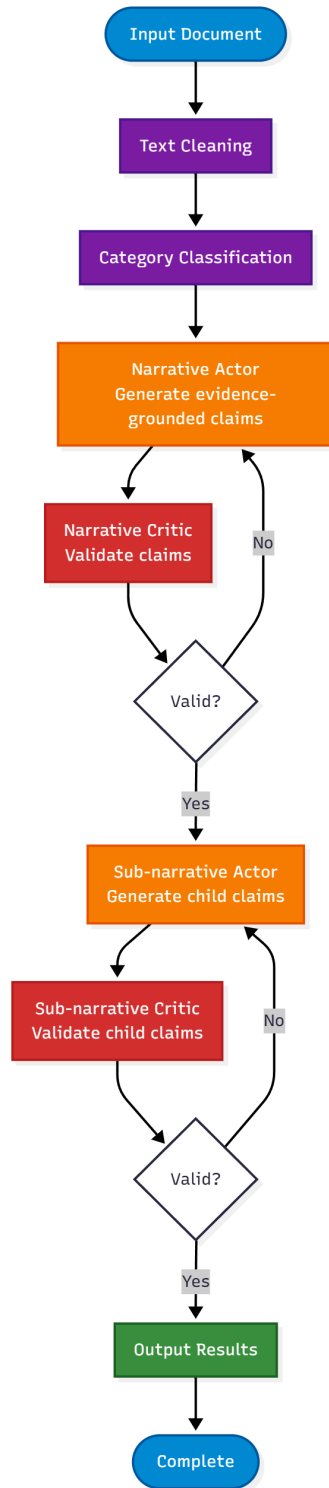 Input Document
Text Cleaning
Category Classification
Narrative Actor
Generate evidence-
grounded claims
Narrative Critic
Validate claims
No
Valid?
Yes
Sub-narrative Actor
Generate child claims
Sub-narrative Critic
Validate child claims
No
Valid?
Yes
Output Results
Complete